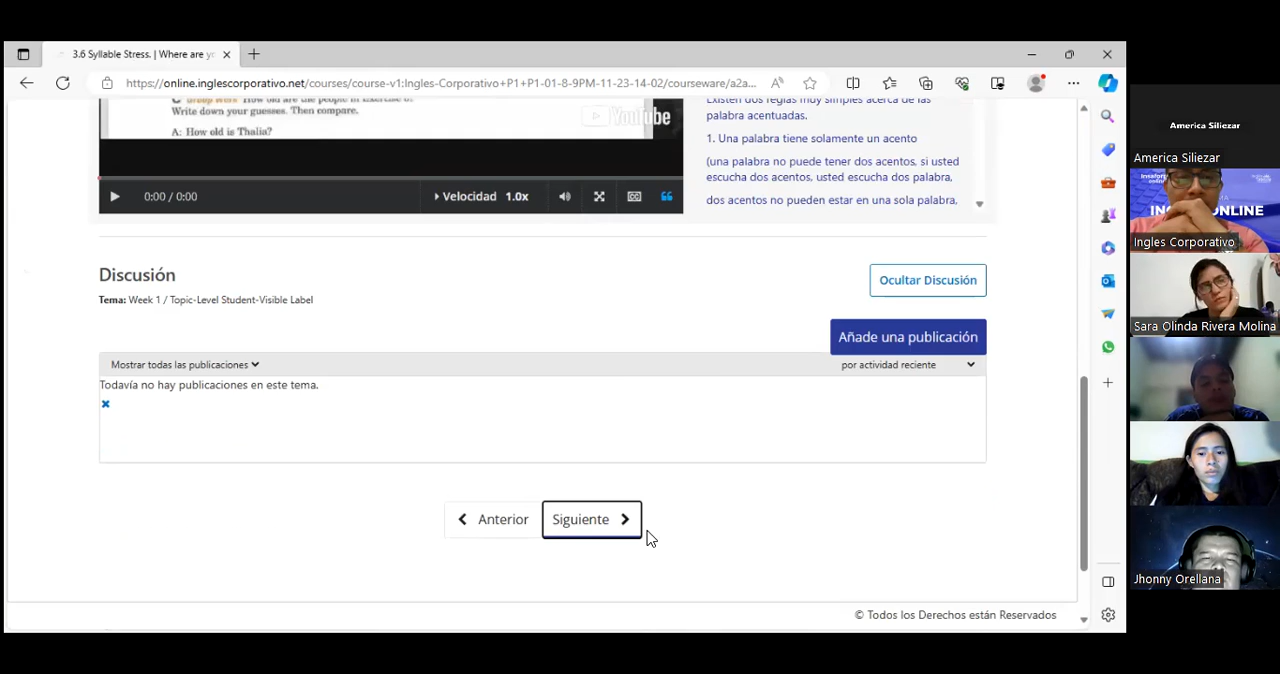 3.6 Syllable Stress. | Where are yo
https://online.inglescorporativo.net/courses/course-v1:Ingles-Corporativo+P1+P1-01-8-9PM-11-23-14-02/courseware/a2a...
Write down your guesses. Then compare.
A: How old is Thalia?
YouTube
0:00 / 0:00
Velocidad 1.0x
Existen dos reglas muy simples acerca de las
palabra acentuadas.
1. Una palabra tiene solamente un acento
(una palabra no puede tener dos acentos, si usted
escucha dos acentos, usted escucha dos palabra,
dos acentos no pueden estar en una sola palabra,
Discusión
Ocultar Discusión
Tema: Week 1 / Topic-Level Student-Visible Label
Añade una publicación
Mostrar todas las publicaciones
por actividad reciente
Todavía no hay publicaciones en este tema.
Anterior
Siguiente
© Todos los Derechos están Reservados
America Siliezar
America Siliezar
Ingles Corporativo
Sara Olinda Rivera Molina
Jhonny Orellana